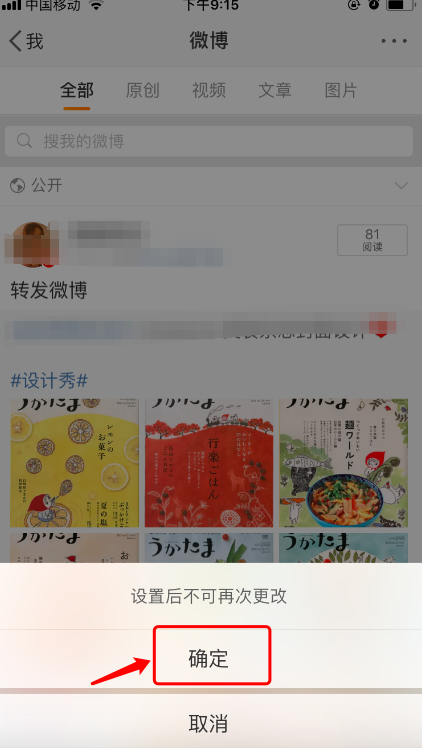 中国移动 下午9:15
我 微博
全部 原创 视频 文章 图片
搜我的微博
公开
81
阅读
转发微博
#设计秀#
うかたま うかたま うかたま
レモンの
お菓子
夏の塩
行楽ごはん
麺ワールド
うかたま うかたま うかたま
设置后不可再次更改
确定
取消